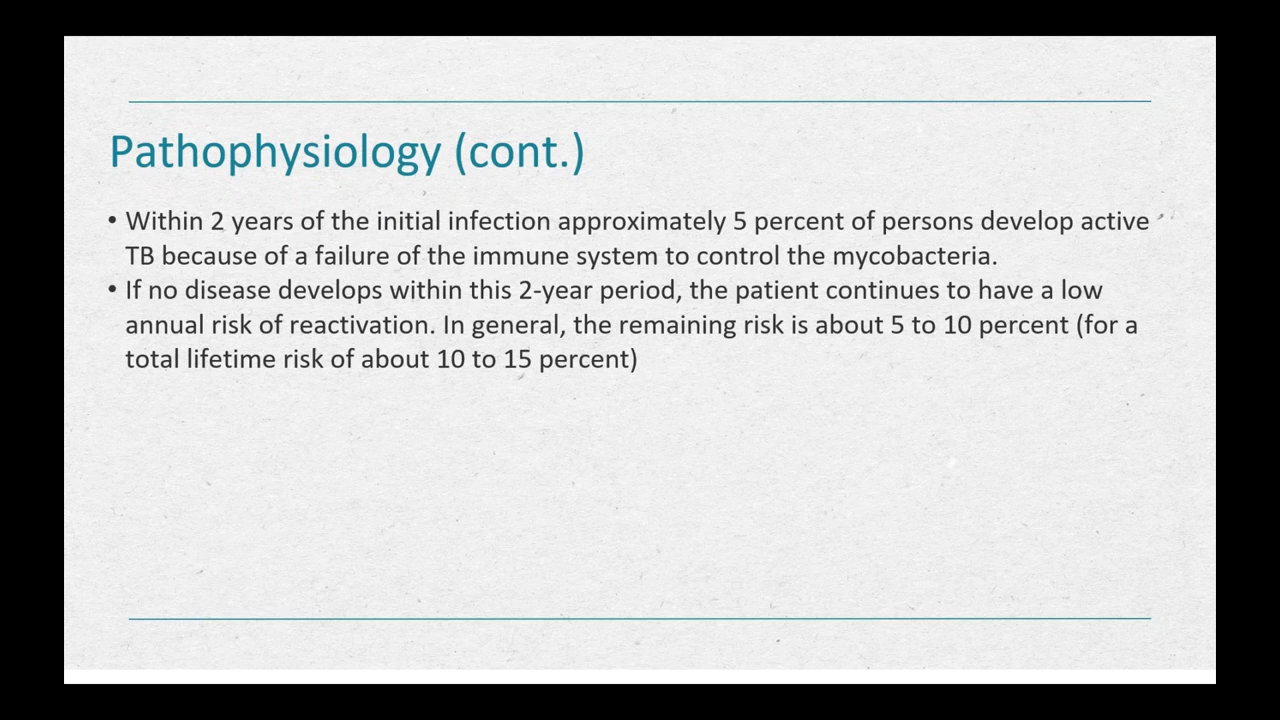 Pathophysiology (cont.)
• Within 2 years of the initial infection approximately 5 percent of persons develop active
TB because of a failure of the immune system to control the mycobacteria.
• If no disease develops within this 2-year period, the patient continues to have a low
annual risk of reactivation. In general, the remaining risk is about 5 to 10 percent (for a
total lifetime risk of about 10 to 15 percent)